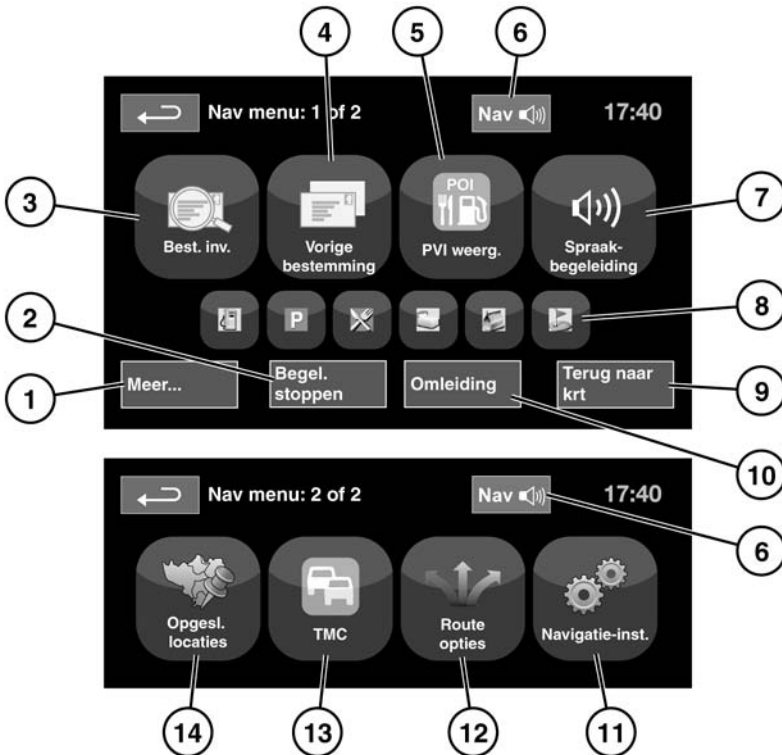 4
5
6
Nav menu: 1 of 2
Nav
17:40
3
7
Best. inv.
Vorige
bestemming
POI
PVI weerg.
Spraak-
begeleiding
2
P
8
1
Meer...
Begel.
stoppen
Omleiding
Terug naar
krt
9
10
Nav menu: 2 of 2
Nav
17:40
6
Opgesl.
locaties
TMC
Route
opties
Navigatie-inst.
14
13
12
11